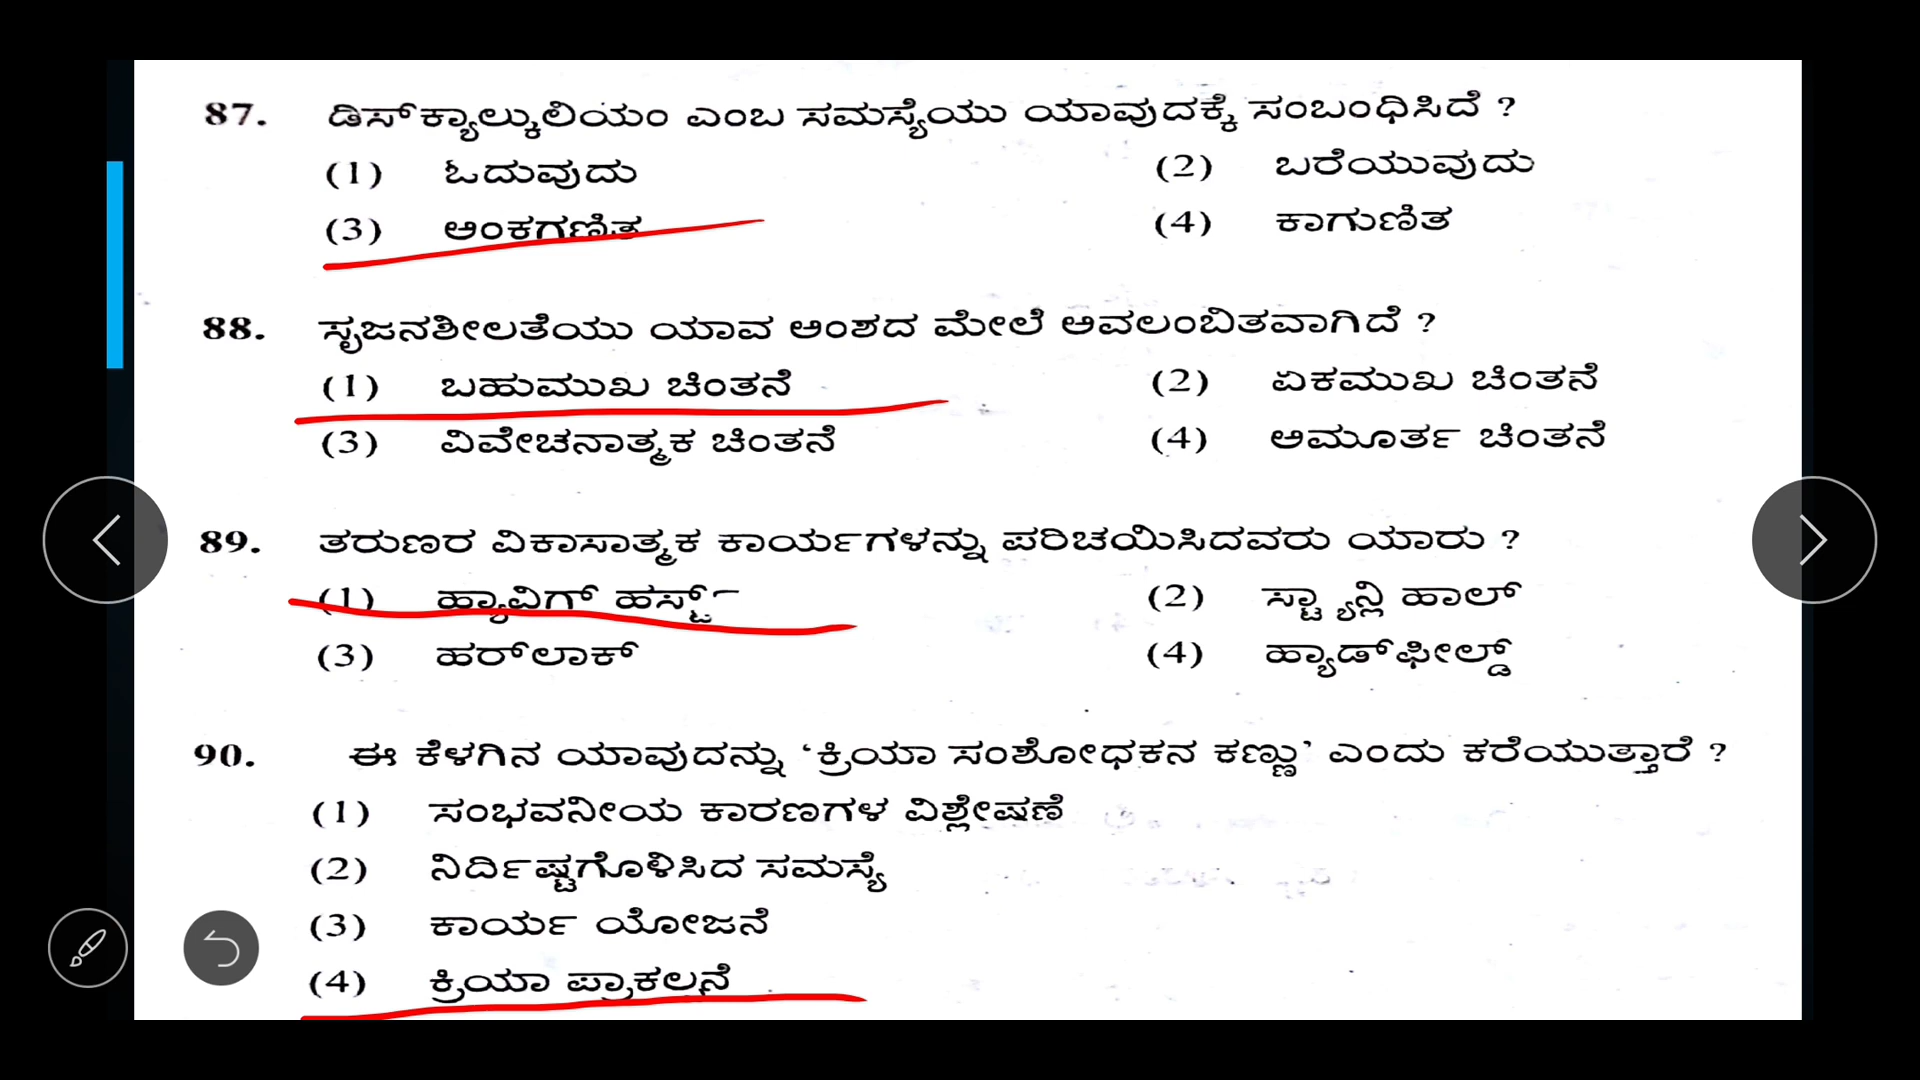 87. ಡಿಸ್‌ಕ್ಯಾಲ್ಕುಲಿಯಂ ಎಂಬ ಸಮಸ್ಯೆಯು ಯಾವುದಕ್ಕೆ ಸಂಬಂಧಿಸಿದೆ ?
(1) ಓದುವುದು (2) ಬರೆಯುವುದು
(3) ಅಂಕಗಣಿತ (4) ಕಾಗುಣಿತ
88. ಸೃಜನಶೀಲತೆಯು ಯಾವ ಅಂಶದ ಮೇಲೆ ಅವಲಂಬಿತವಾಗಿದೆ ?
(1) ಬಹುಮುಖ ಚಿಂತನೆ (2) ಏಕಮುಖ ಚಿಂತನೆ
(3) ವಿವೇಚನಾತ್ಮಕ ಚಿಂತನೆ (4) ಅಮೂರ್ತ ಚಿಂತನೆ
89. ತರುಣರ ವಿಕಾಸಾತ್ಮಕ ಕಾರ್ಯಗಳನ್ನು ಪರಿಚಯಿಸಿದವರು ಯಾರು ?
(1) ಹ್ಯಾವಿಗ್ ಹರ್ಸ್ಟ್ (2) ಸ್ಟ್ಯಾನ್ಲಿ ಹಾಲ್
(3) ಹರ್‌ಲಾಕ್ (4) ಹ್ಯಾಡ್‌ಫೀಲ್ಡ್
90. ಈ ಕೆಳಗಿನ ಯಾವುದನ್ನು ‘ಕ್ರಿಯಾ ಸಂಶೋಧಕನ ಕಣ್ಣು’ ಎಂದು ಕರೆಯುತ್ತಾರೆ ?
(1) ಸಂಭವನೀಯ ಕಾರಣಗಳ ವಿಶ್ಲೇಷಣೆ
(2) ನಿರ್ದಿಷ್ಟಗೊಳಿಸಿದ ಸಮಸ್ಯೆ
(3) ಕಾರ್ಯ ಯೋಜನೆ
(4) ಕ್ರಿಯಾ ಪ್ರಾಕಲ್ಪನೆ